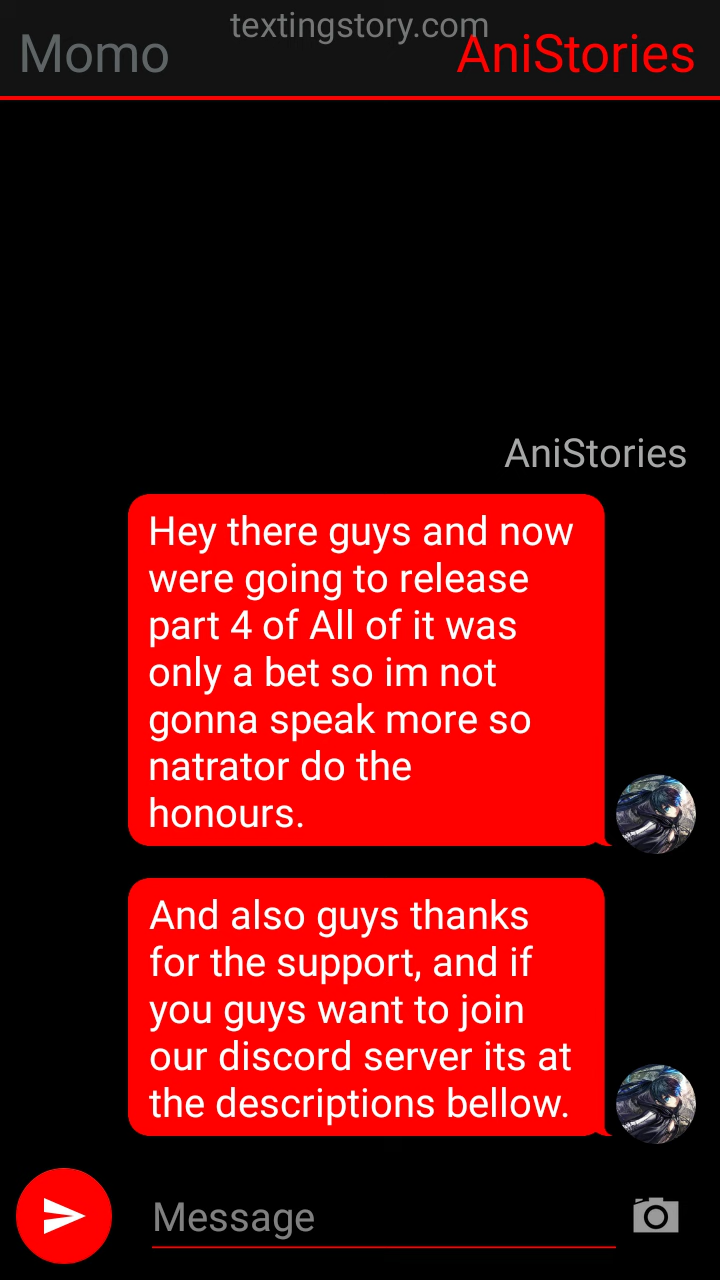 textingstory.com
Momo
AniStories
AniStories
Hey there guys and now
were going to release
part 4 of All of it was
only a bet so im not
gonna speak more so
natrator do the
honours.
And also guys thanks
for the support, and if
you guys want to join
our discord server its at
the descriptions bellow.
Message